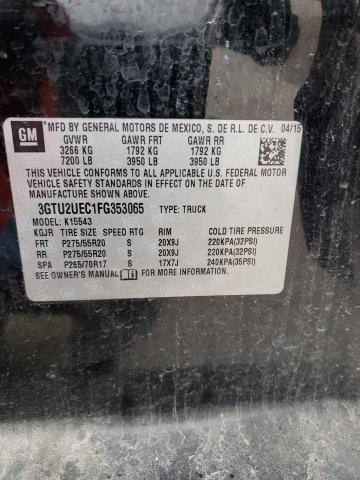 GM MFD BY GENERAL MOTORS DE MEXICO, S. DE R.L. DE C.V. 04/15
GVWR GAWR FRT GAWR RR
3266 KG 1792 KG 1792 KG
7200 LB 3950 LB 3950 LB
THIS VEHICLE CONFORMS TO ALL APPLICABLE U.S. FEDERAL MOTOR
VEHICLE SAFETY STANDARDS IN EFFECT ON THE DATE OF MANUFACTURE
SHOWN ABOVE.
3GTU2UEC1FG353065 TYPE: TRUCK
MODEL: K15543
KGJR TIRE SIZE SPEED RTG RIM COLD TIRE PRESSURE
FRT P275/55R20 S 20X9J 220KPA(32PSI)
RR P275/55R20 S 20X9J 220KPA(32PSI)
SPA P265/70R17 S 17X7J 240KPA(35PSI)
SEE OWNER'S MANUAL FOR MORE INFORMATION.